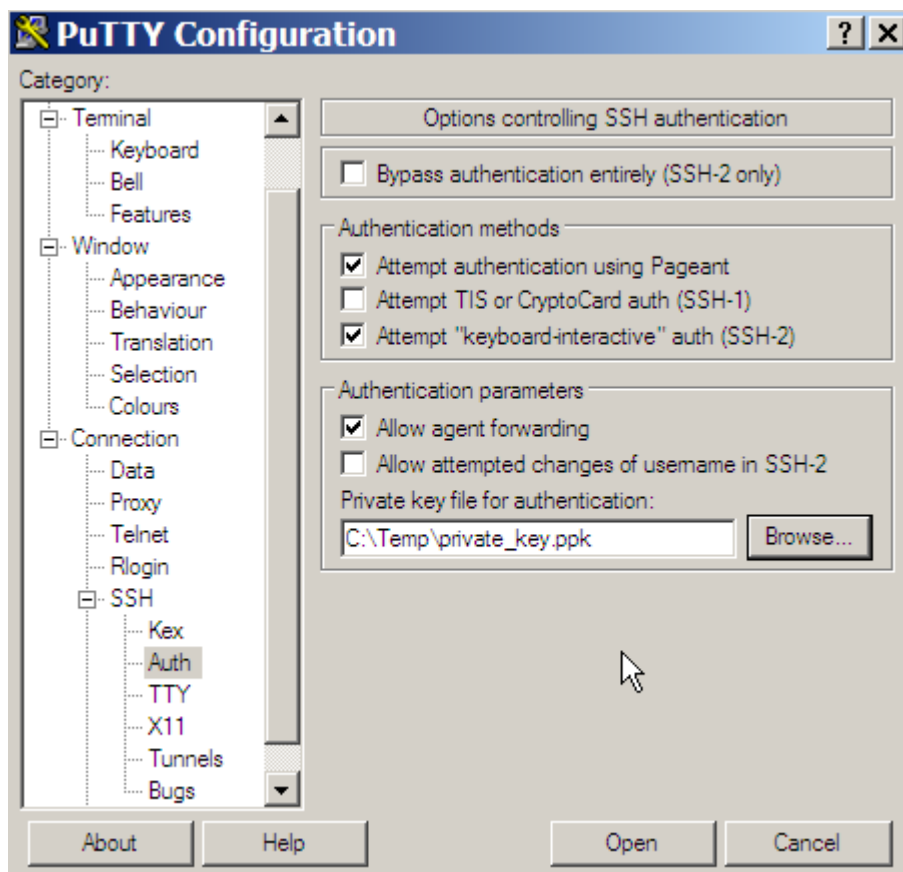 PuTTY Configuration
?
Category:
Terminal
Keyboard
Bell
Features
Window
Appearance
Behaviour
Translation
Selection
Colours
Connection
Data
Proxy
Telnet
Rlogin
SSH
Kex
Auth
TTY
X11
Tunnels
Bugs
Options controlling SSH authentication
Bypass authentication entirely (SSH-2 only)
Authentication methods
Attempt authentication using Pageant
Attempt TIS or CryptoCard auth (SSH-1)
Attempt "keyboard-interactive" auth (SSH-2)
Authentication parameters
Allow agent forwarding
Allow attempted changes of username in SSH-2
Private key file for authentication:
C:\Temp\private_key.ppk
Browse...
About
Help
Open
Cancel